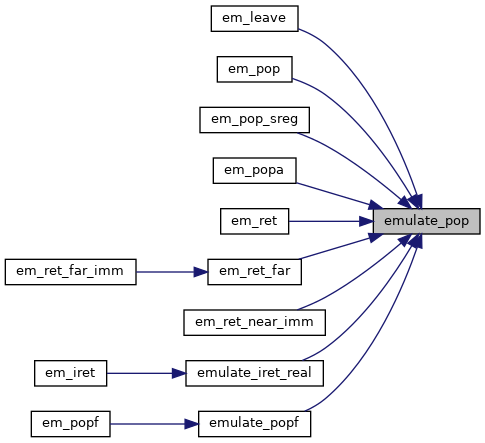 em_leave
em_pop
em_pop_sreg
em_popa
emulate_pop
em_ret
em_ret_far_imm
em_ret_far
em_ret_near_imm
em_iret
emulate_iret_real
em_popf
emulate_popf